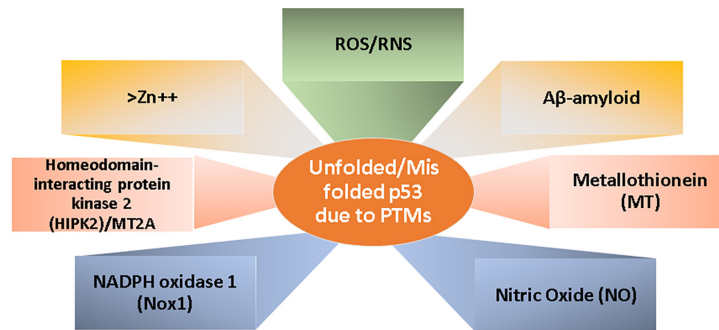 ROS/RNS
>Zn++
Aβ-amyloid
Unfolded/Mis
folded p53
due to PTMs
Homeodomain-
interacting protein
kinase 2
(HIPK2)/MT2A
Metallothionein
(MT)
NADPH oxidase 1
(Nox1)
Nitric Oxide (NO)